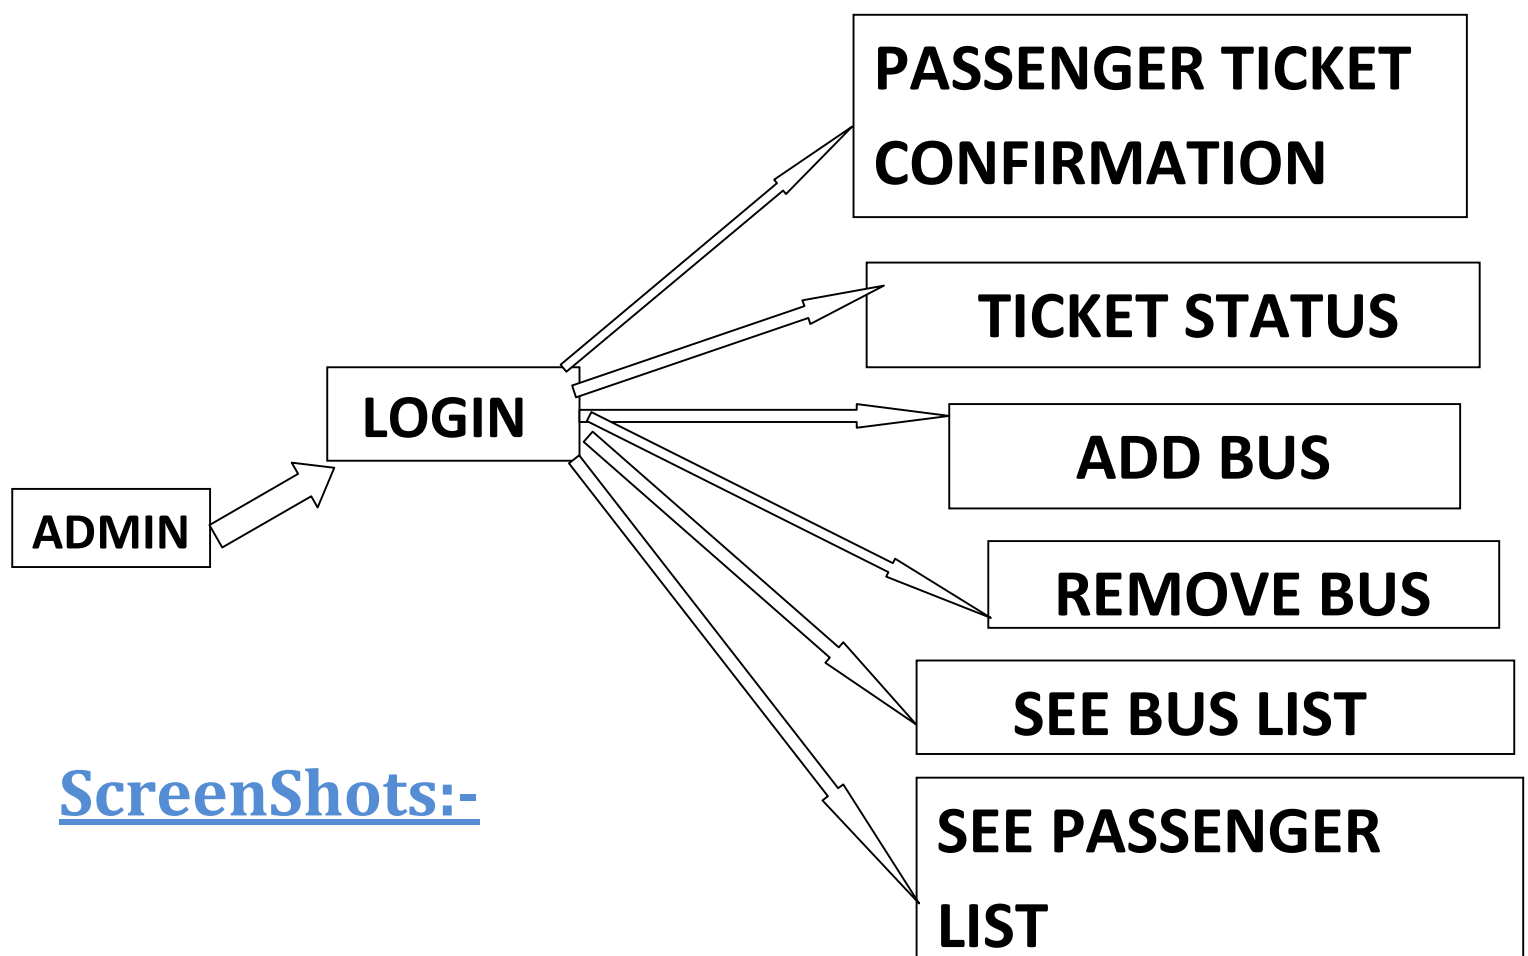 PASSENGER TICKET
CONFIRMATION
TICKET STATUS
LOGIN
ADD BUS
ADMIN
REMOVE BUS
SEE BUS LIST
ScreenShots:-
SEE PASSENGER
LIST